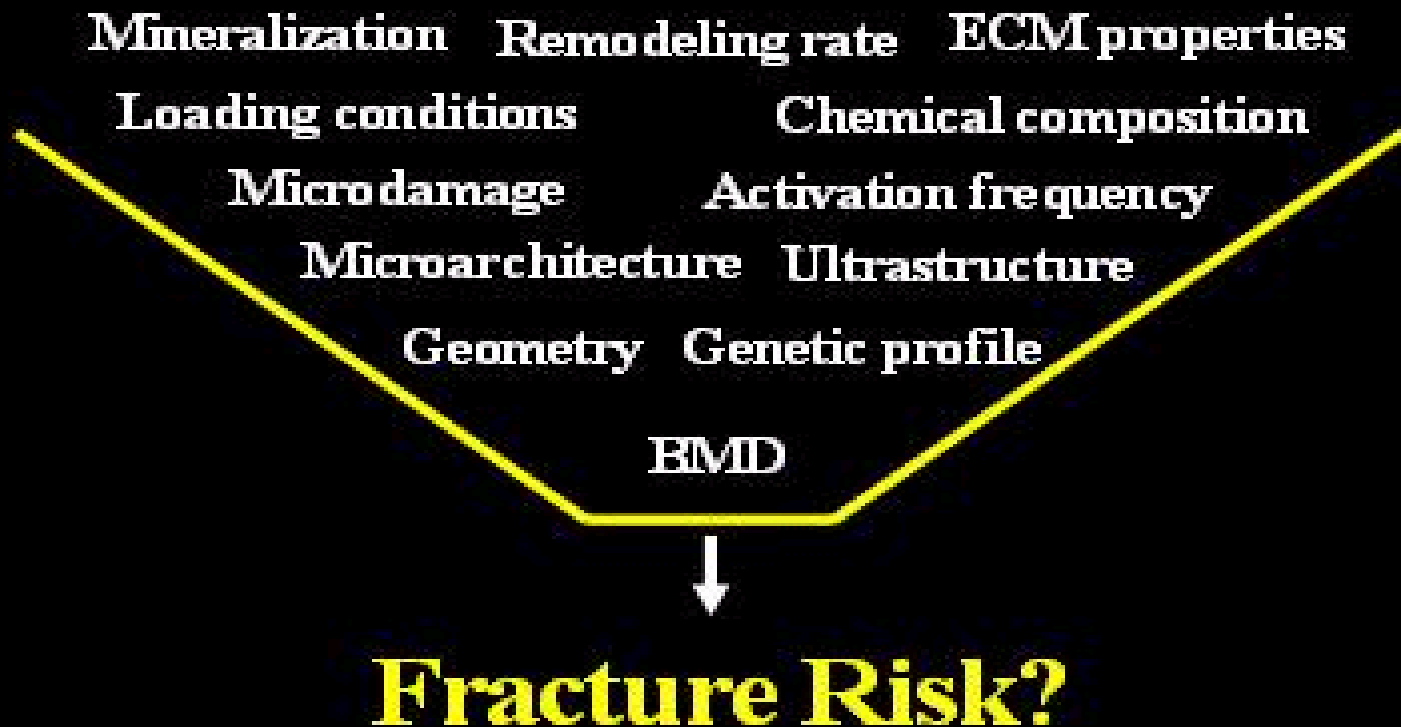 Mineralization Remodeling rate ECM properties
Loading conditions Chemical composition
Microdamage Activation frequency
Microarchitecture Ultrastructure
Geometry Genetic profile
BMD
Fracture Risk?